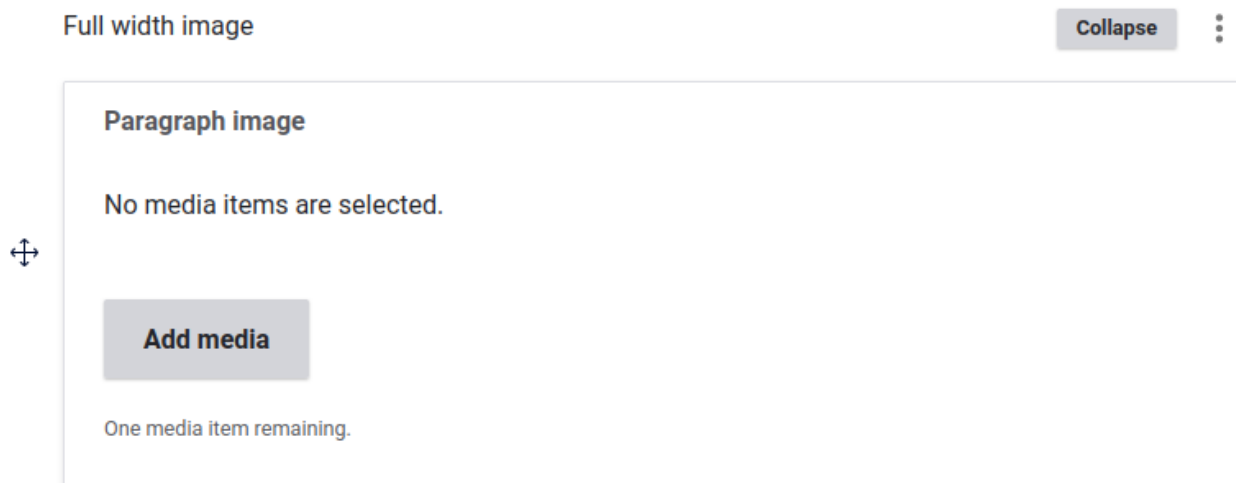 Full width image
Collapse
Paragraph image
No media items are selected.
Add media
One media item remaining.